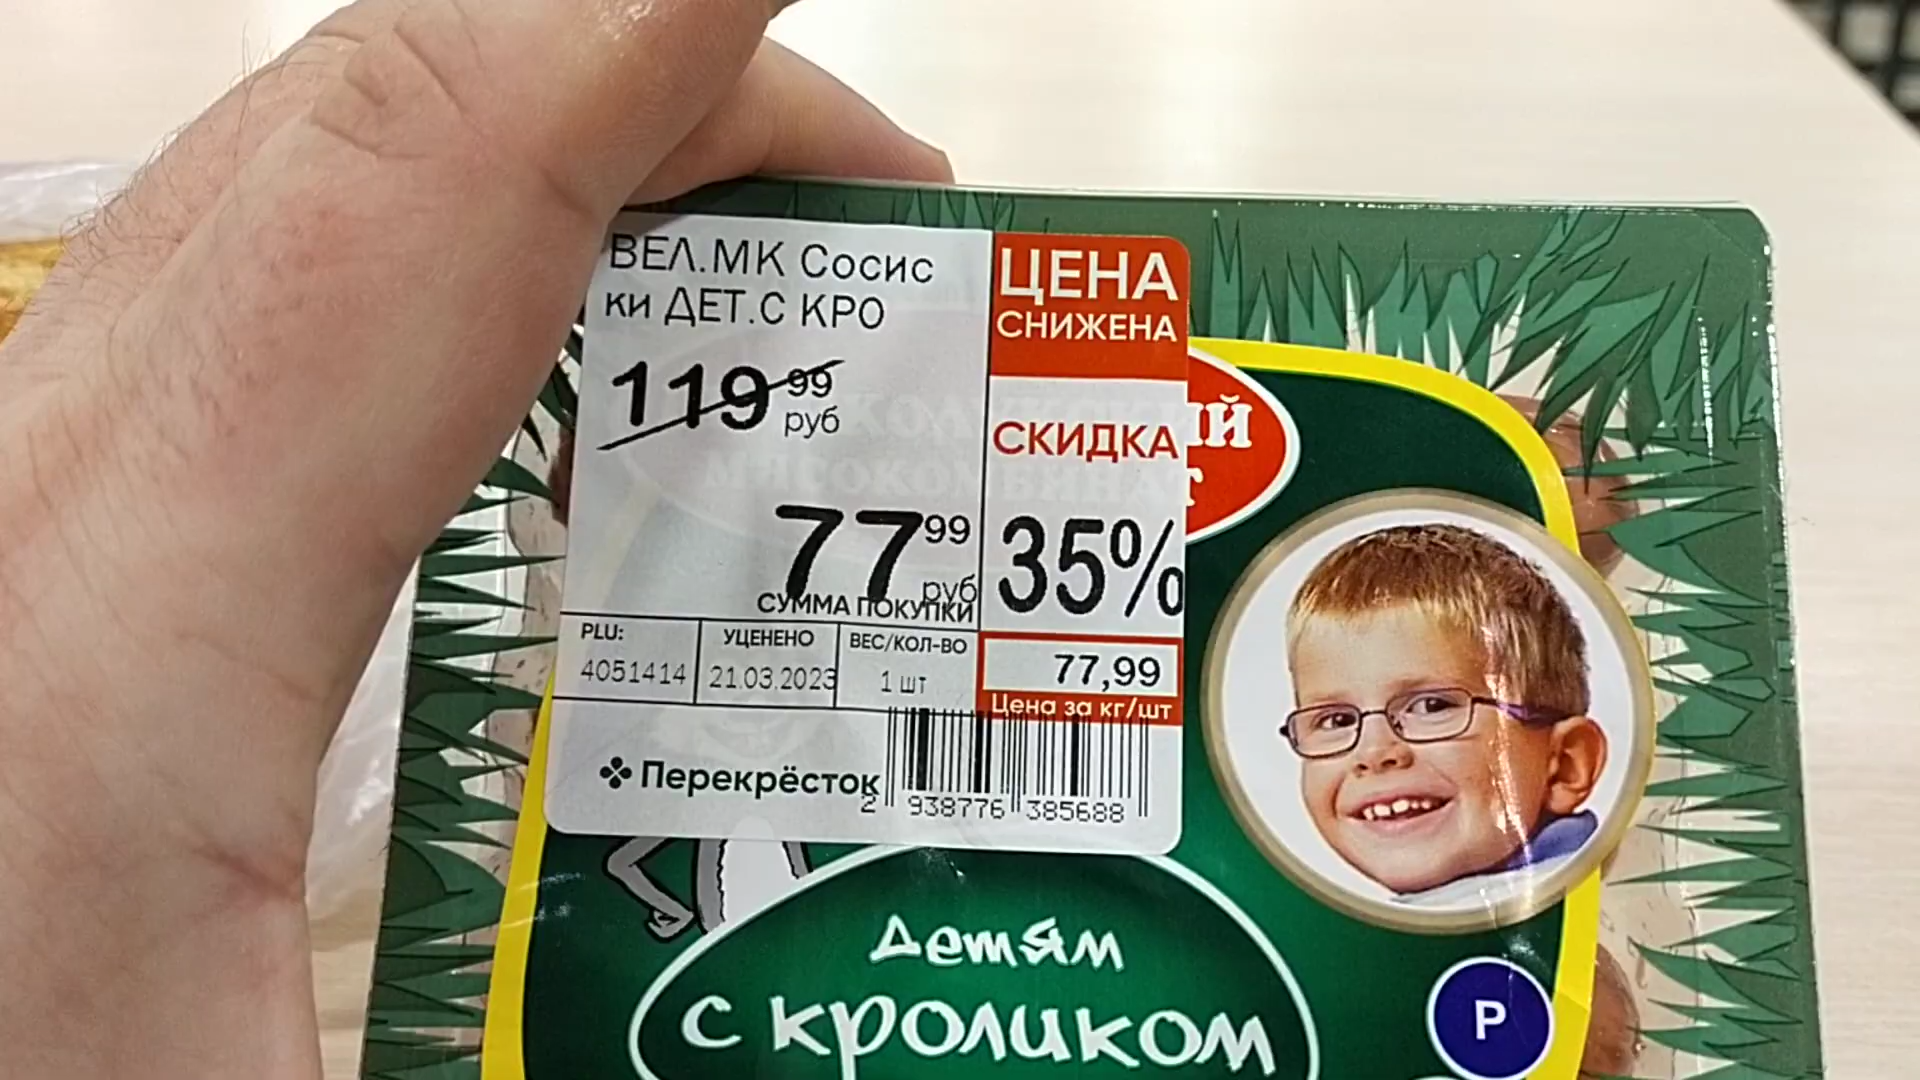 ВЕЛ.МК Сосис
ки ДЕТ.С КРО
119 99
руб
77 99
руб
СУММА ПОКУПКИ
ЦЕНА
СНИЖЕНА
СКИДКА
35%
PLU:
4051414
УЦЕНЕНО
21.03.2023
ВЕС/КОЛ-ВО
1 шт
77,99
Цена за кг/шт
Перекрёсток
2 938776 385688
Детям
с кроликом
Р